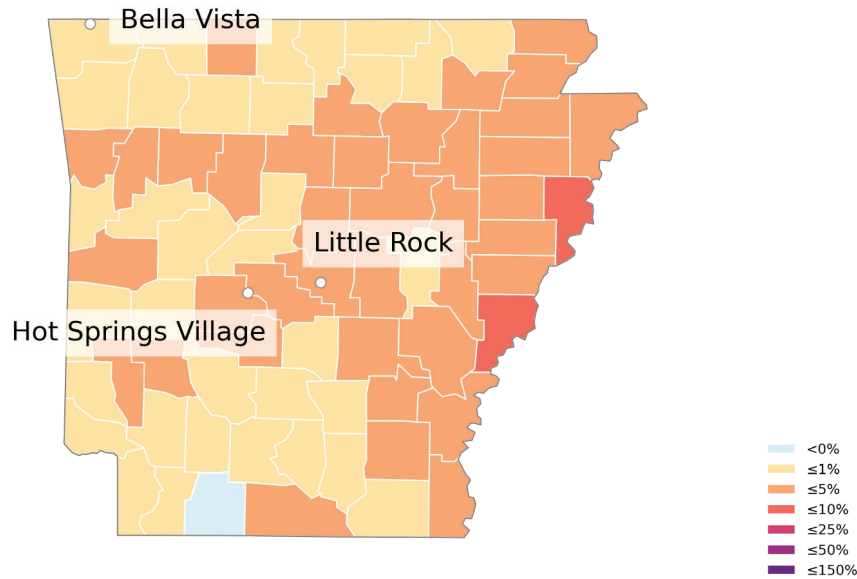 Bella Vista
Little Rock
Hot Springs Village
<0%
≤1%
≤5%
≤10%
≤25%
≤50%
≤150%